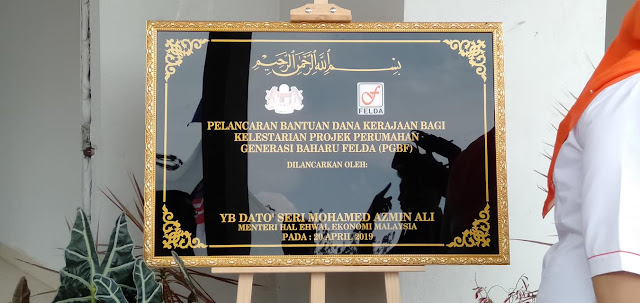 بسم الله الرحمن الرحيم
FELDA
PELANCARAN BANTUAN DANA KERAJAAN BAGI
KELESTARIAN PROJEK PERUMAHAN
GENERASI BAHARU FELDA (PGBF)
DILANCARKAN OLEH:
YB DATO' SERI MOHAMED AZMIN ALI
MENTERI HAL EHWAL EKONOMI MALAYSIA
PADA : 20 APRIL 2019